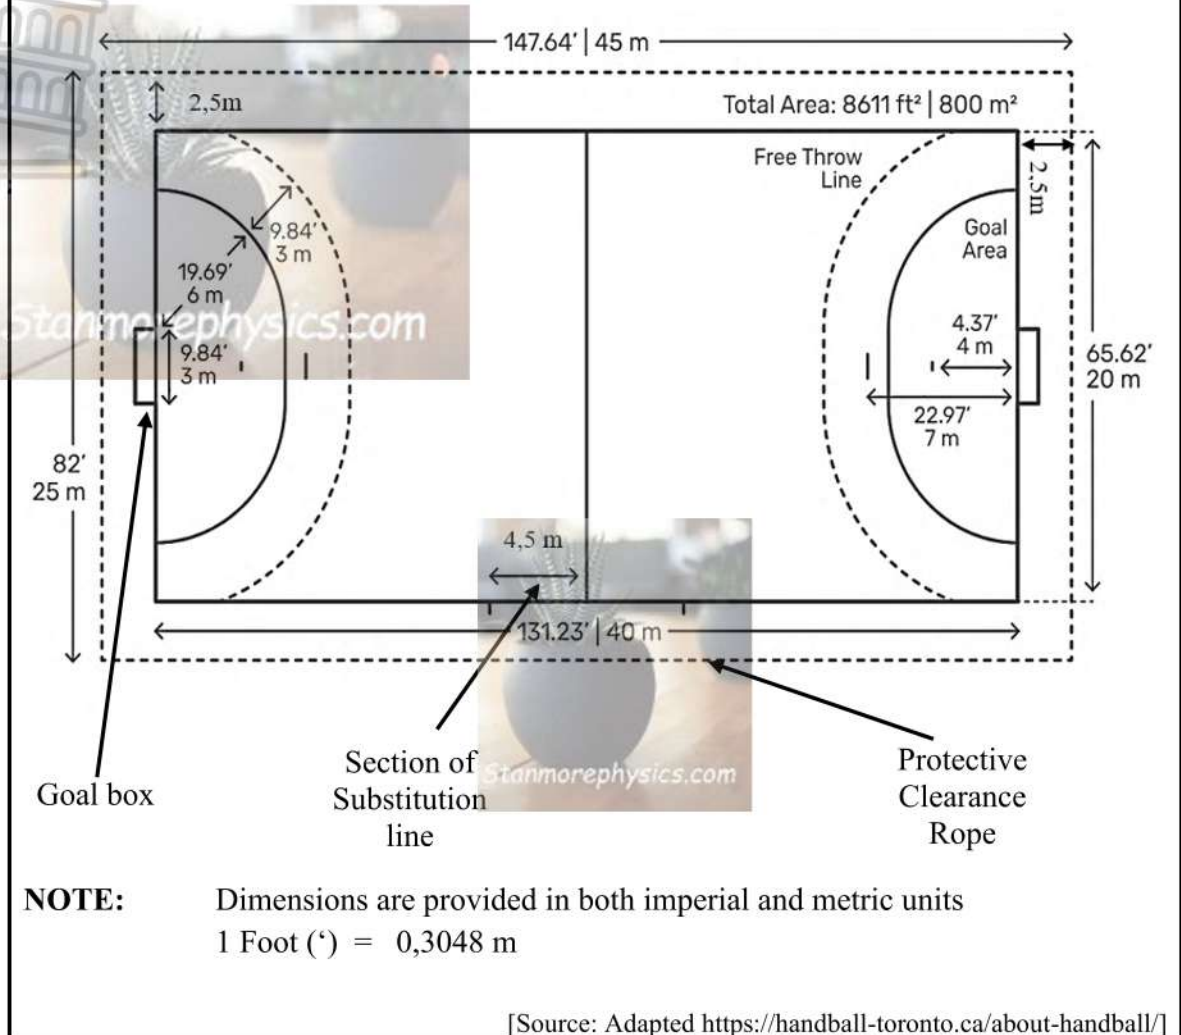 147.64′ | 45 m
2,5m
Total Area: 8611 ft² | 800 m²
Free Throw
Line
2,5m
9.84′
3 m
Goal
Area
19.69′
6 m
Stanmorephysics.com
4.37′
4 m
9.84′
3 m
65.62′
20 m
22.97′
7 m
82′
25 m
4,5 m
131.23′ | 40 m
Section of
Substitution
line
Stanmorephysics.com
Protective
Clearance
Rope
Goal box
NOTE: Dimensions are provided in both imperial and metric units
1 Foot (‘) = 0,3048 m
[Source: Adapted https://handball-toronto.ca/about-handball/]